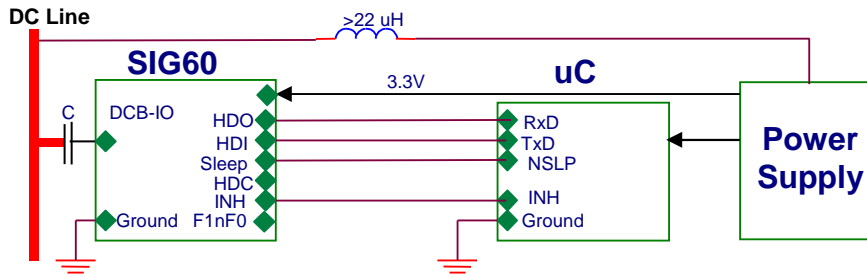 DC Line
>22 uH
SIG60
uC
3.3V
C
DCB-IO
HDO
RxD
HDI
TxD
Power
Sleep
NSLP
Supply
HDC
INH
INH
Ground
F1nF0
Ground